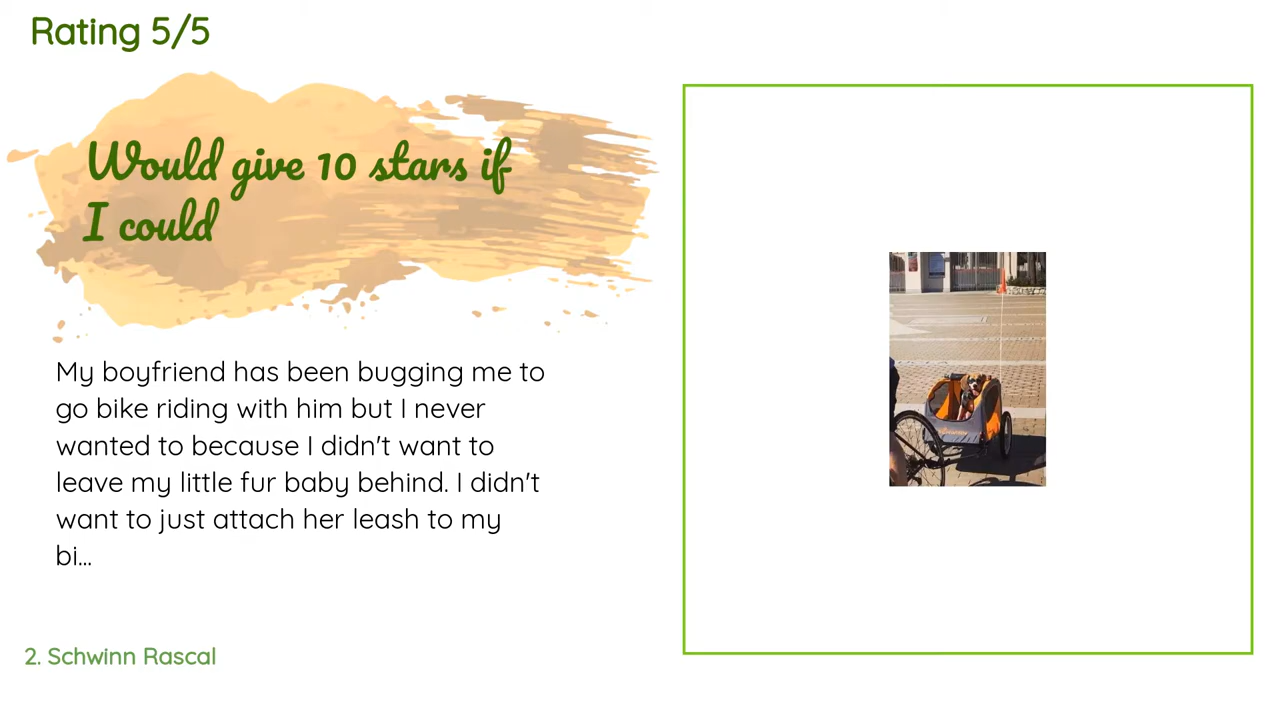 Rating 5/5
Would give 10 stars if
I could
My boyfriend has been bugging me to
go bike riding with him but I never
wanted to because I didn't want to
leave my little fur baby behind. I didn't
want to just attach her leash to my
bi...
2. Schwinn Rascal